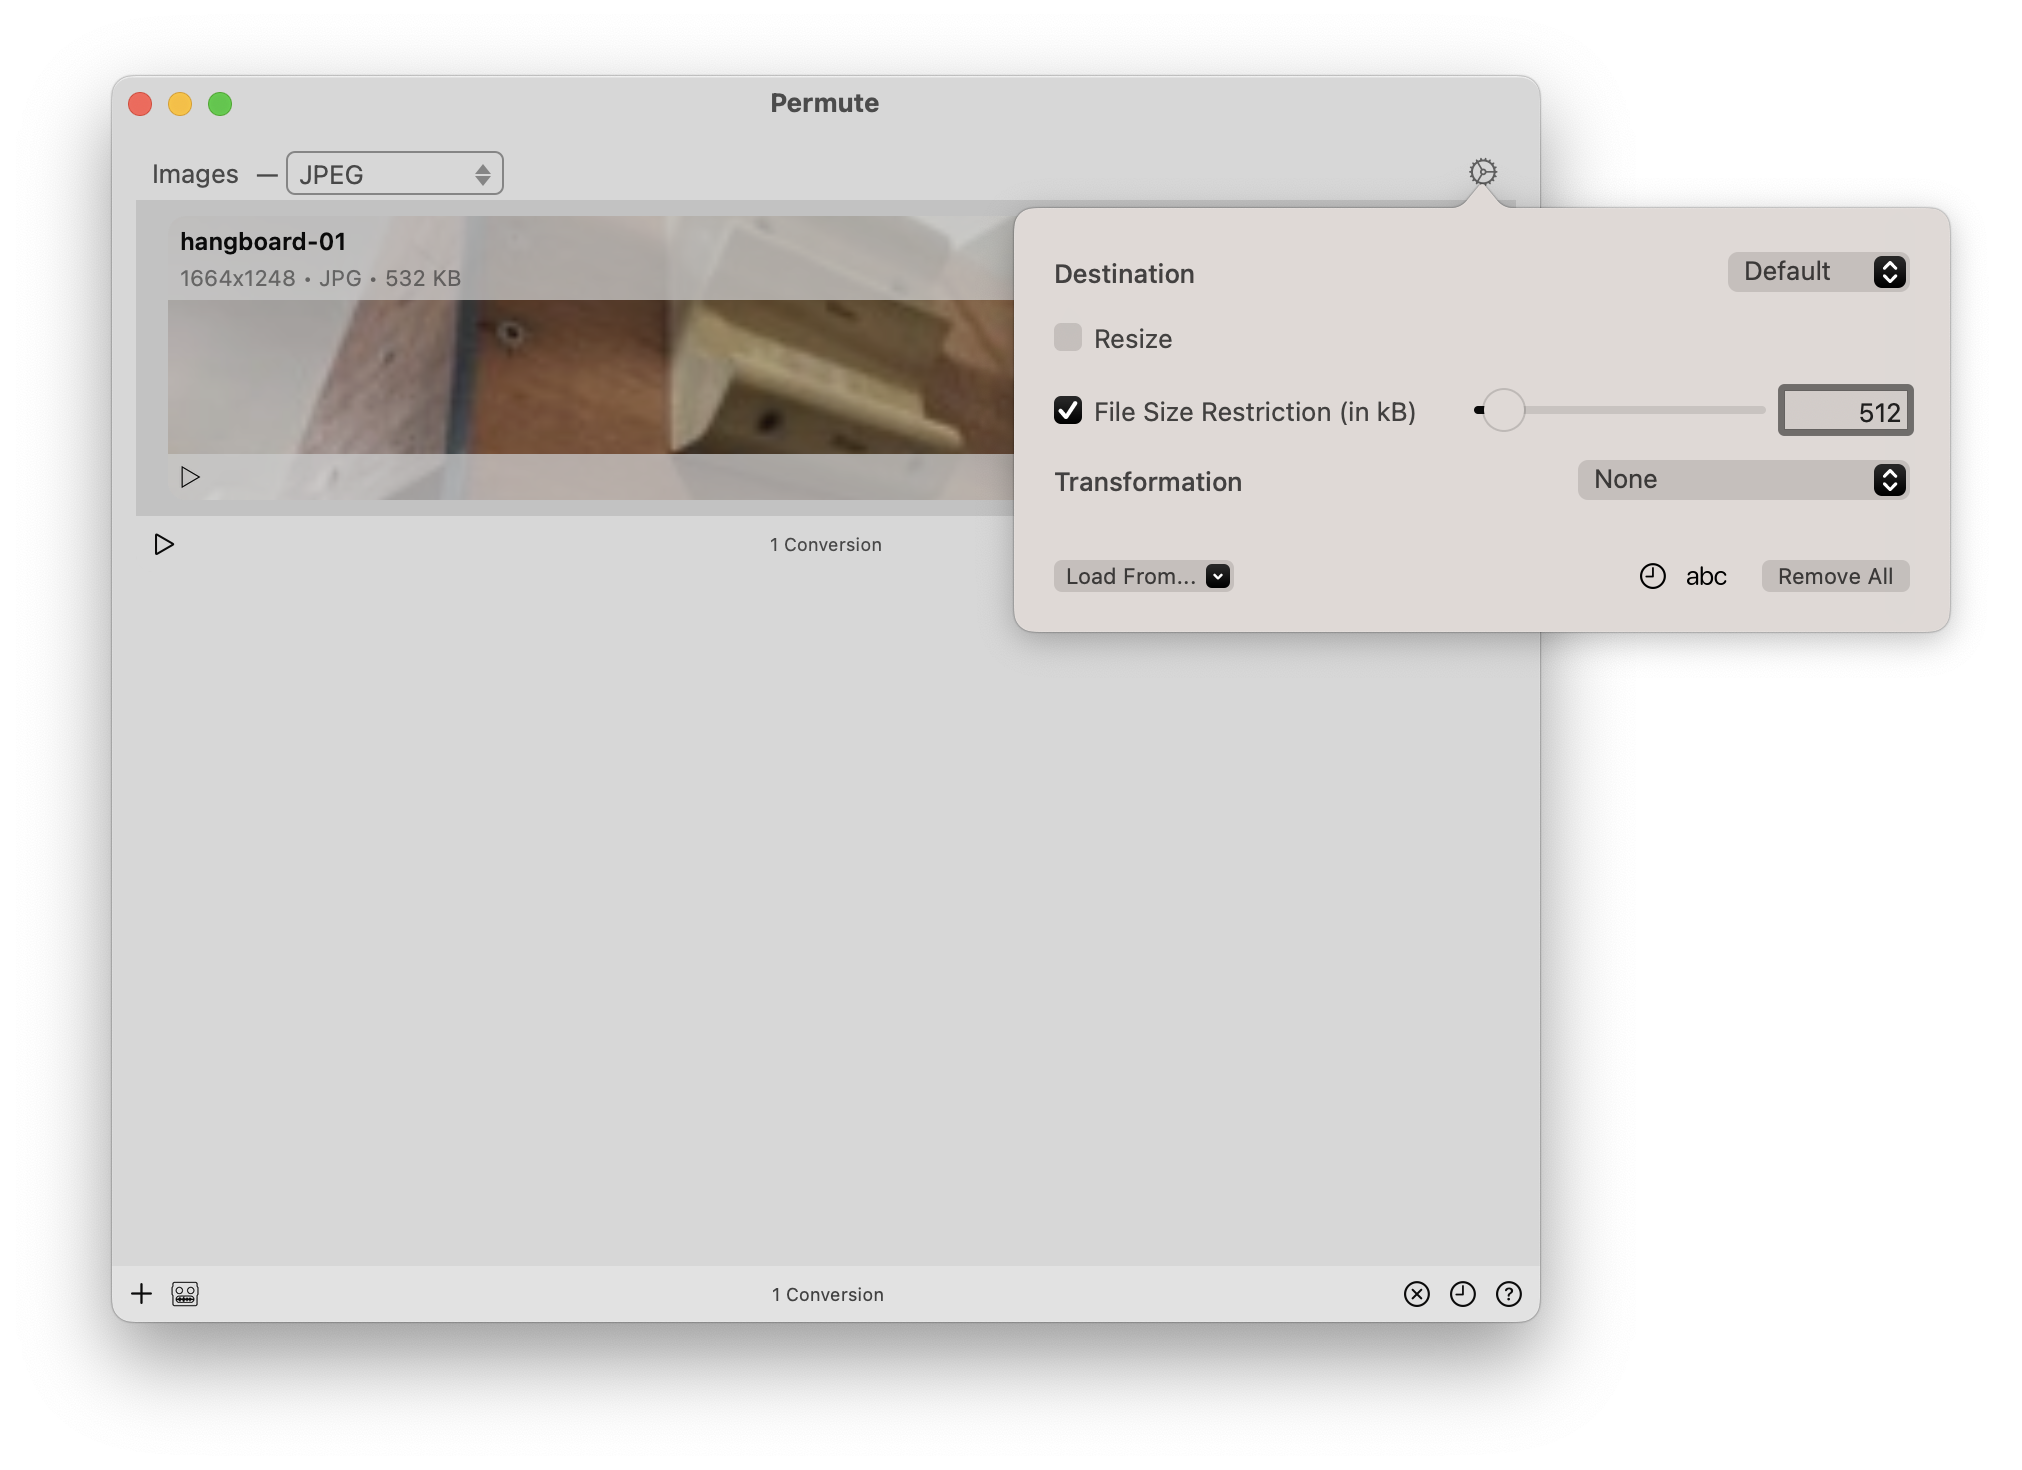 Permute
Images — JPEG
hangboard-01
1664x1248 • JPG • 532 KB
1 Conversion
Destination
Default
Resize
File Size Restriction (in kB)
512
Transformation
None
Load From...
abc
Remove All
1 Conversion